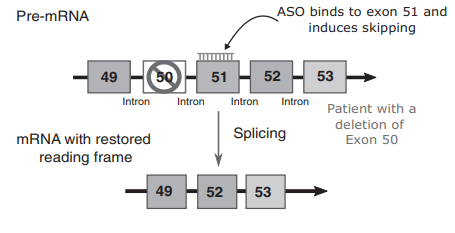 Pre-mRNA
ASO binds to exon 51 and
induces skipping
49
50
51
52
53
Intron
Intron
Intron
Intron
Patient with a
deletion of
Exon 50
mRNA with restored
reading frame
Splicing
49
52
53